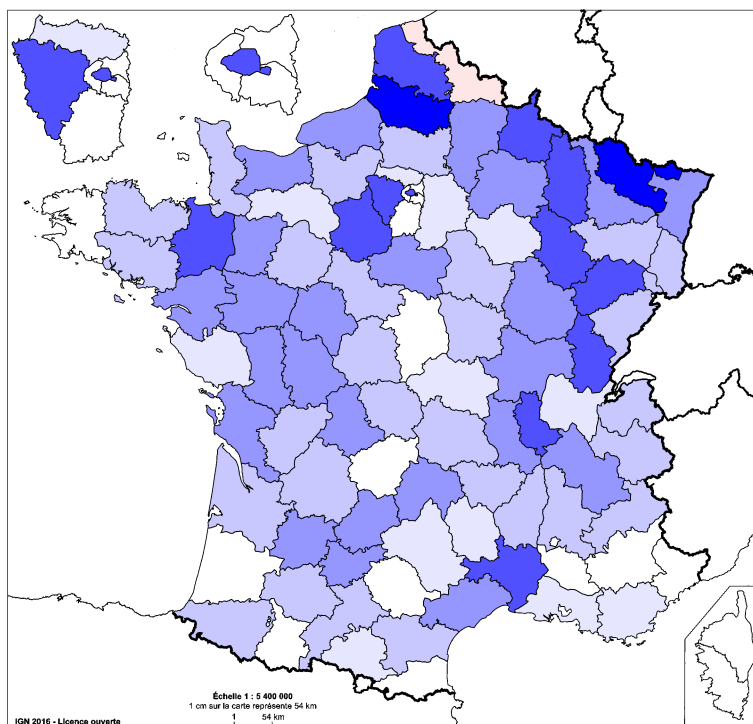 Échelle 1 : 5 400 000
1 cm sur la carte représente 54 km
1 54 km
IGN 2016 - Licence ouverte